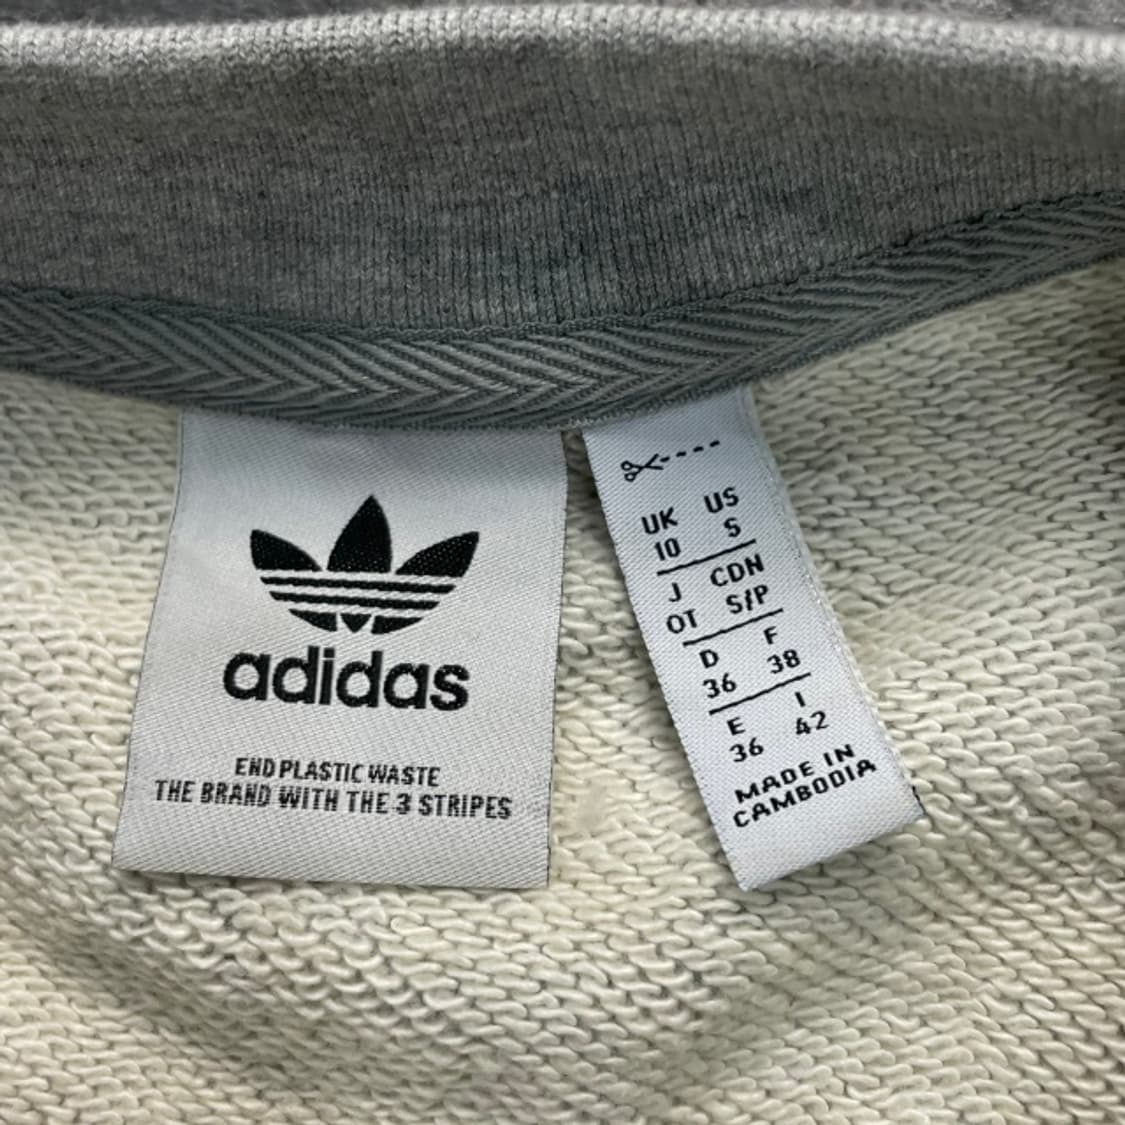 adidas
END PLASTIC WASTE
THE BRAND WITH THE 3 STRIPES
UK US
10 S
J CDN
OT S/P
D F
36 38
E I
36 42
MADE IN
CAMBODIA